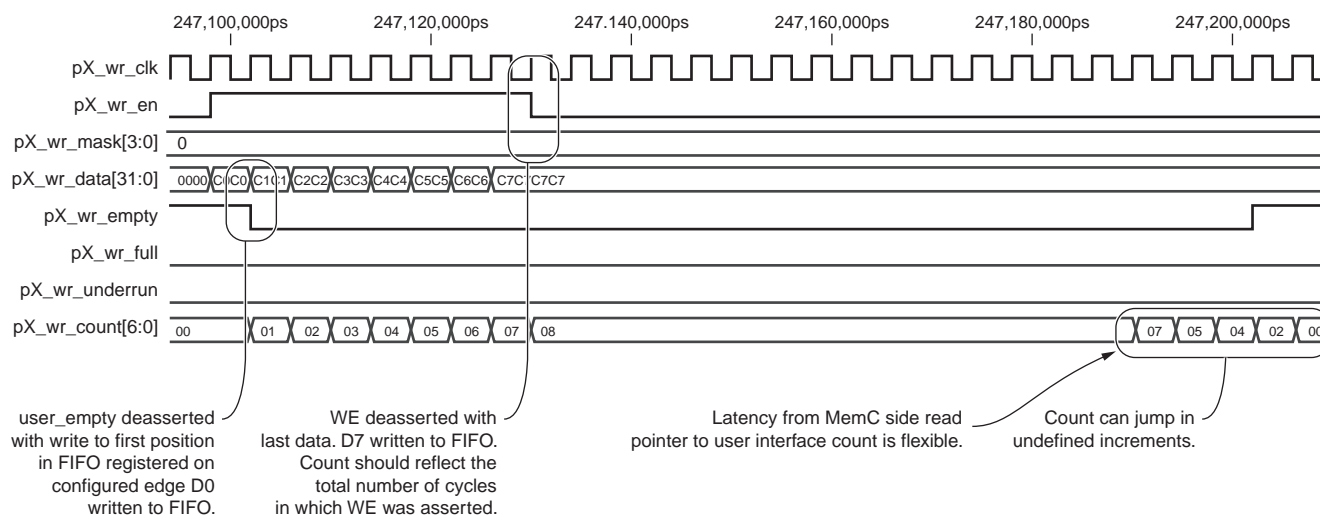 247,100,000ps 247,120,000ps 247.140,000ps 247,160,000ps 247,180,000ps 247,200,000ps
pX_wr_clk
pX_wr_en
pX_wr_mask[3:0] 0
pX_wr_data[31:0] 0000 C0C0 C1C1 C2C2 C3C3 C4C4 C5C5 C6C6 C7C7C7C7
pX_wr_empty
pX_wr_full
pX_wr_underrun
pX_wr_count[6:0] 00 01 02 03 04 05 06 07 08 07 05 04 02 00
user_empty deasserted
with write to first position
in FIFO registered on
configured edge D0
written to FIFO.
WE deasserted with
last data. D7 written to FIFO.
Count should reflect the
total number of cycles
in which WE was asserted.
Latency from MemC side read
pointer to user interface count is flexible.
Count can jump in
undefined increments.